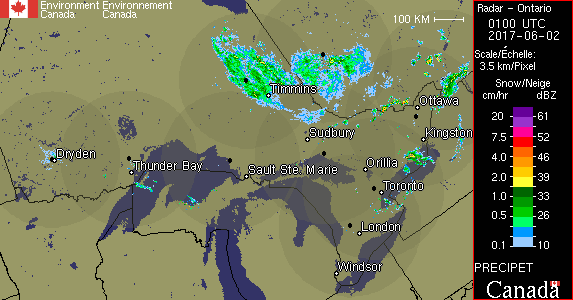 Environment Environnement
Canada Canada
100 KM
Timmins
Ottawa
Sudbury
Kingston
Dryden
Thunder Bay
Sault Ste. Marie
Orillia
Toronto
London
Windsor
Radar - Ontario
0100 UTC
2017-06-02
Scale/Échelle:
3.5 km/Pixel
Snow/Neige
cm/hr dBZ
20 61
7.5 52
4.0 46
2.0 39
1.0 33
0.5 26
0.1 10
PRECIPET
Canada